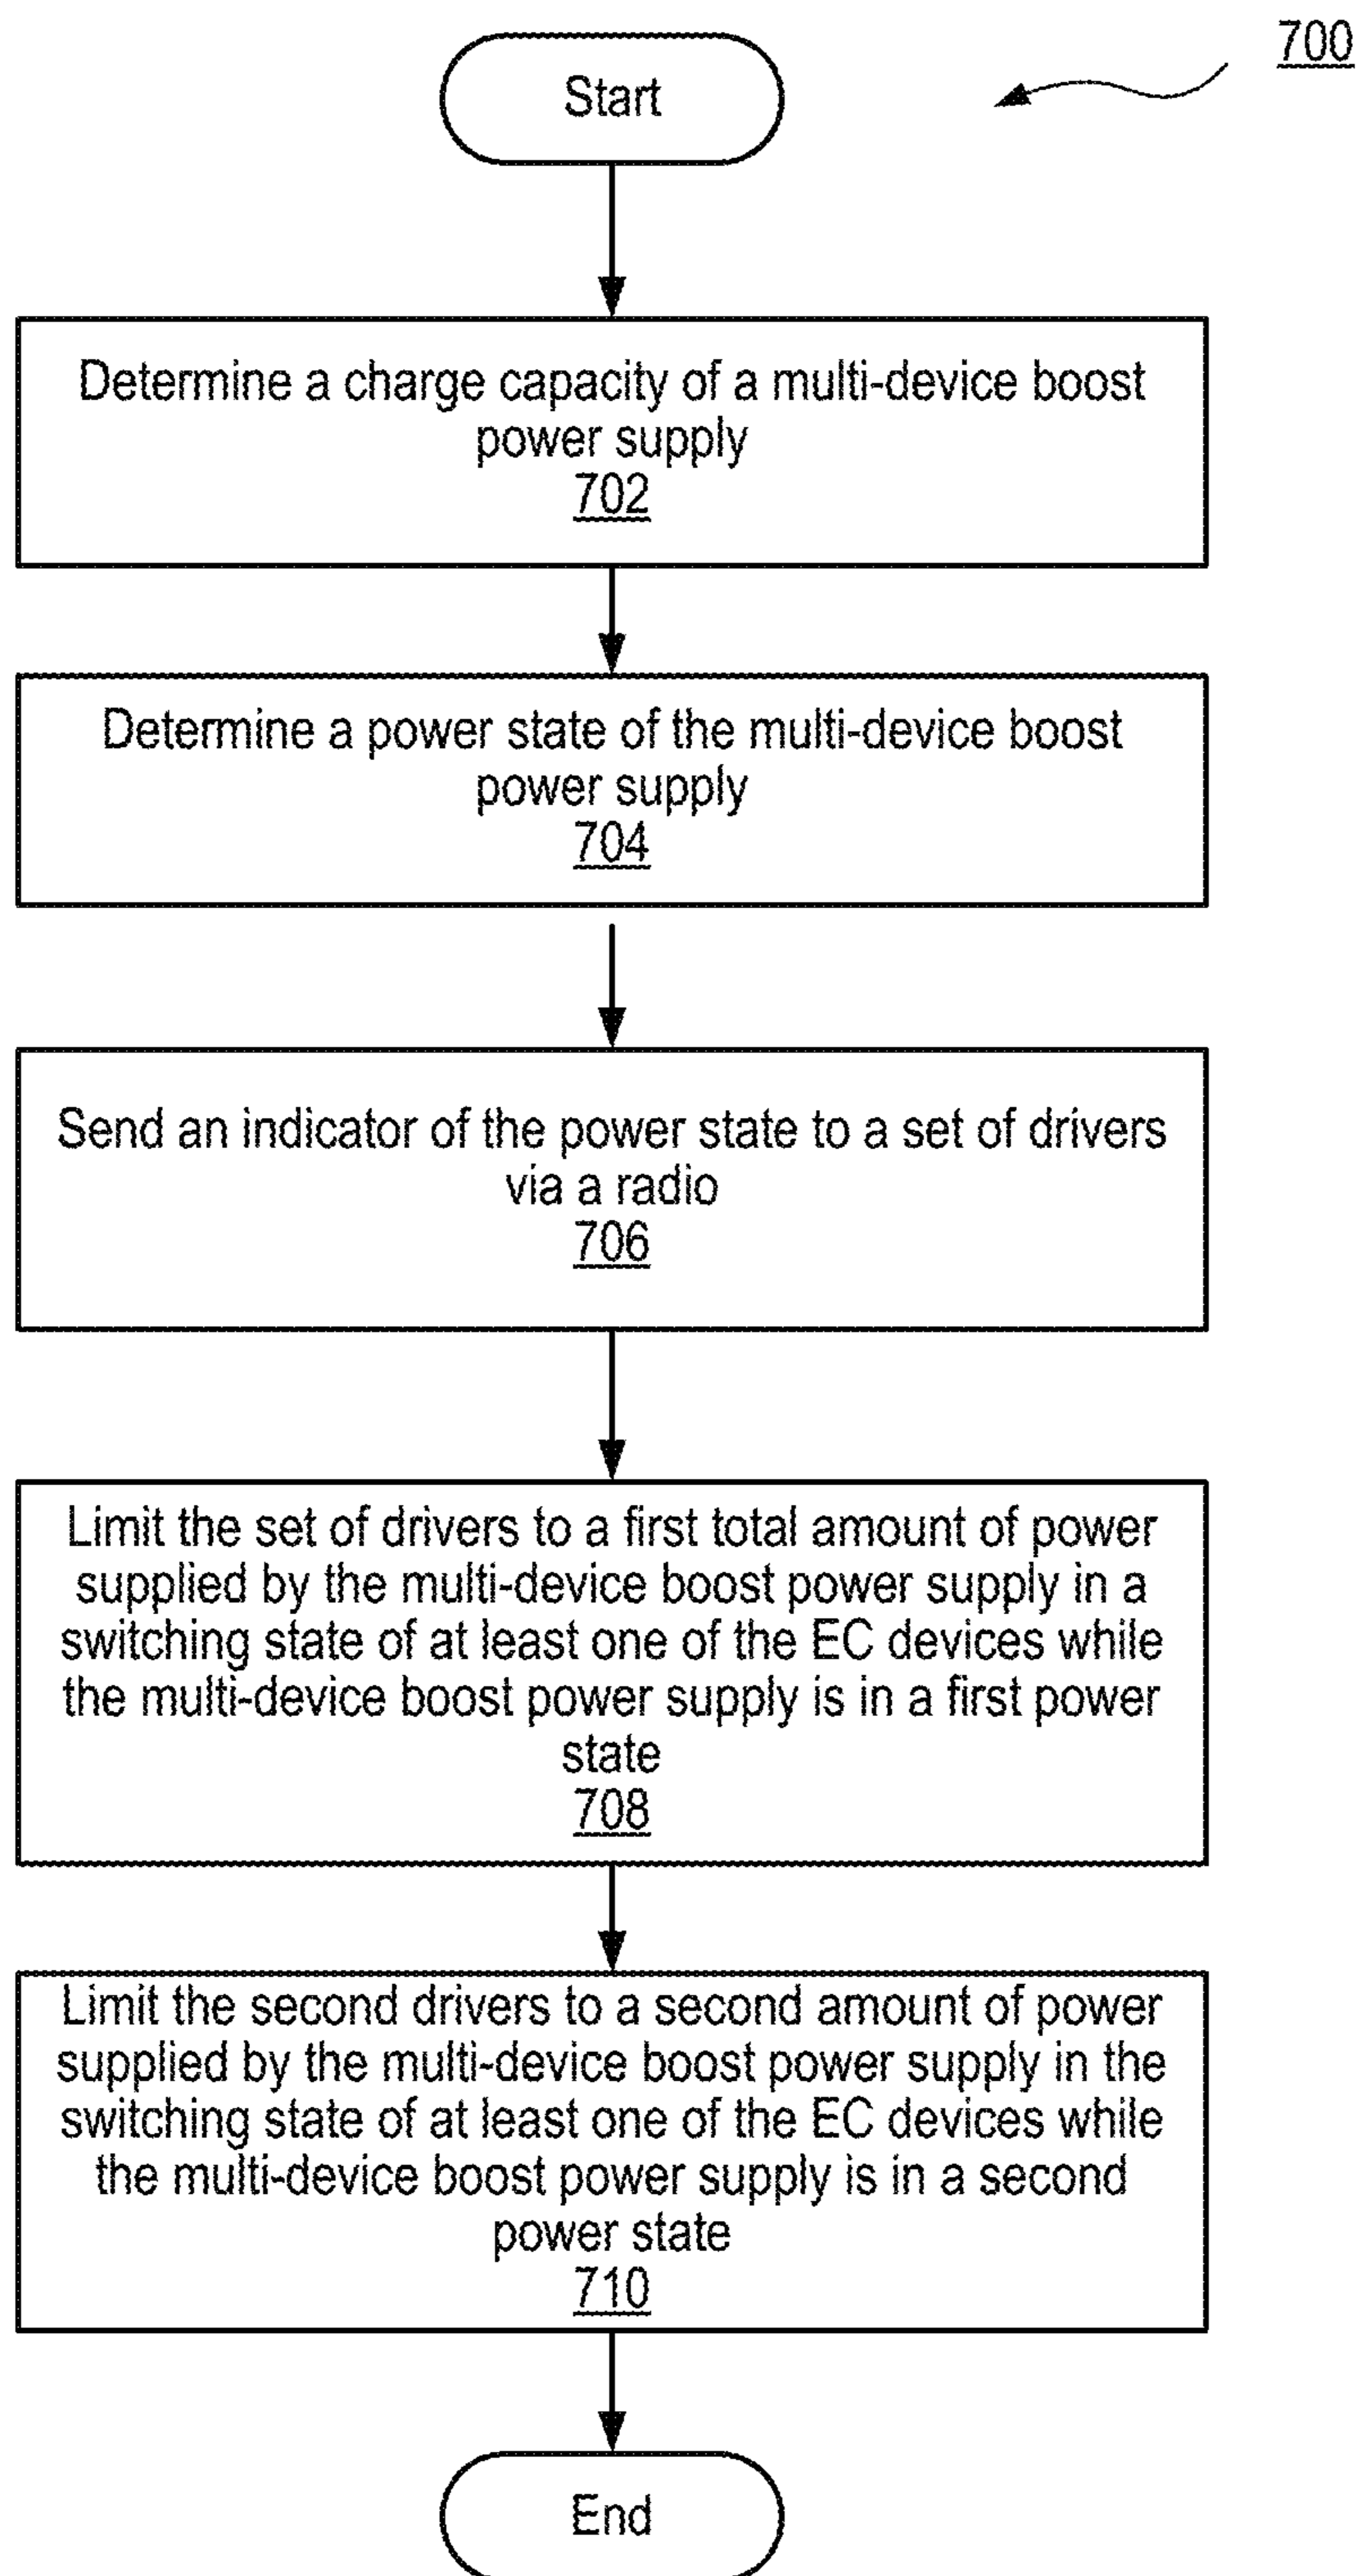 700
Start
Determine a charge capacity of a multi-device boost
power supply
702
Determine a power state of the multi-device boost
power supply
704
Send an indicator of the power state to a set of drivers
via a radio
706
Limit the set of drivers to a first total amount of power
supplied by the multi-device boost power supply in a
switching state of at least one of the EC devices while
the multi-device boost power supply is in a first power
state
708
Limit the second drivers to a second amount of power
supplied by the multi-device boost power supply in the
switching state of at least one of the EC devices while
the multi-device boost power supply is in a second
power state
710
End